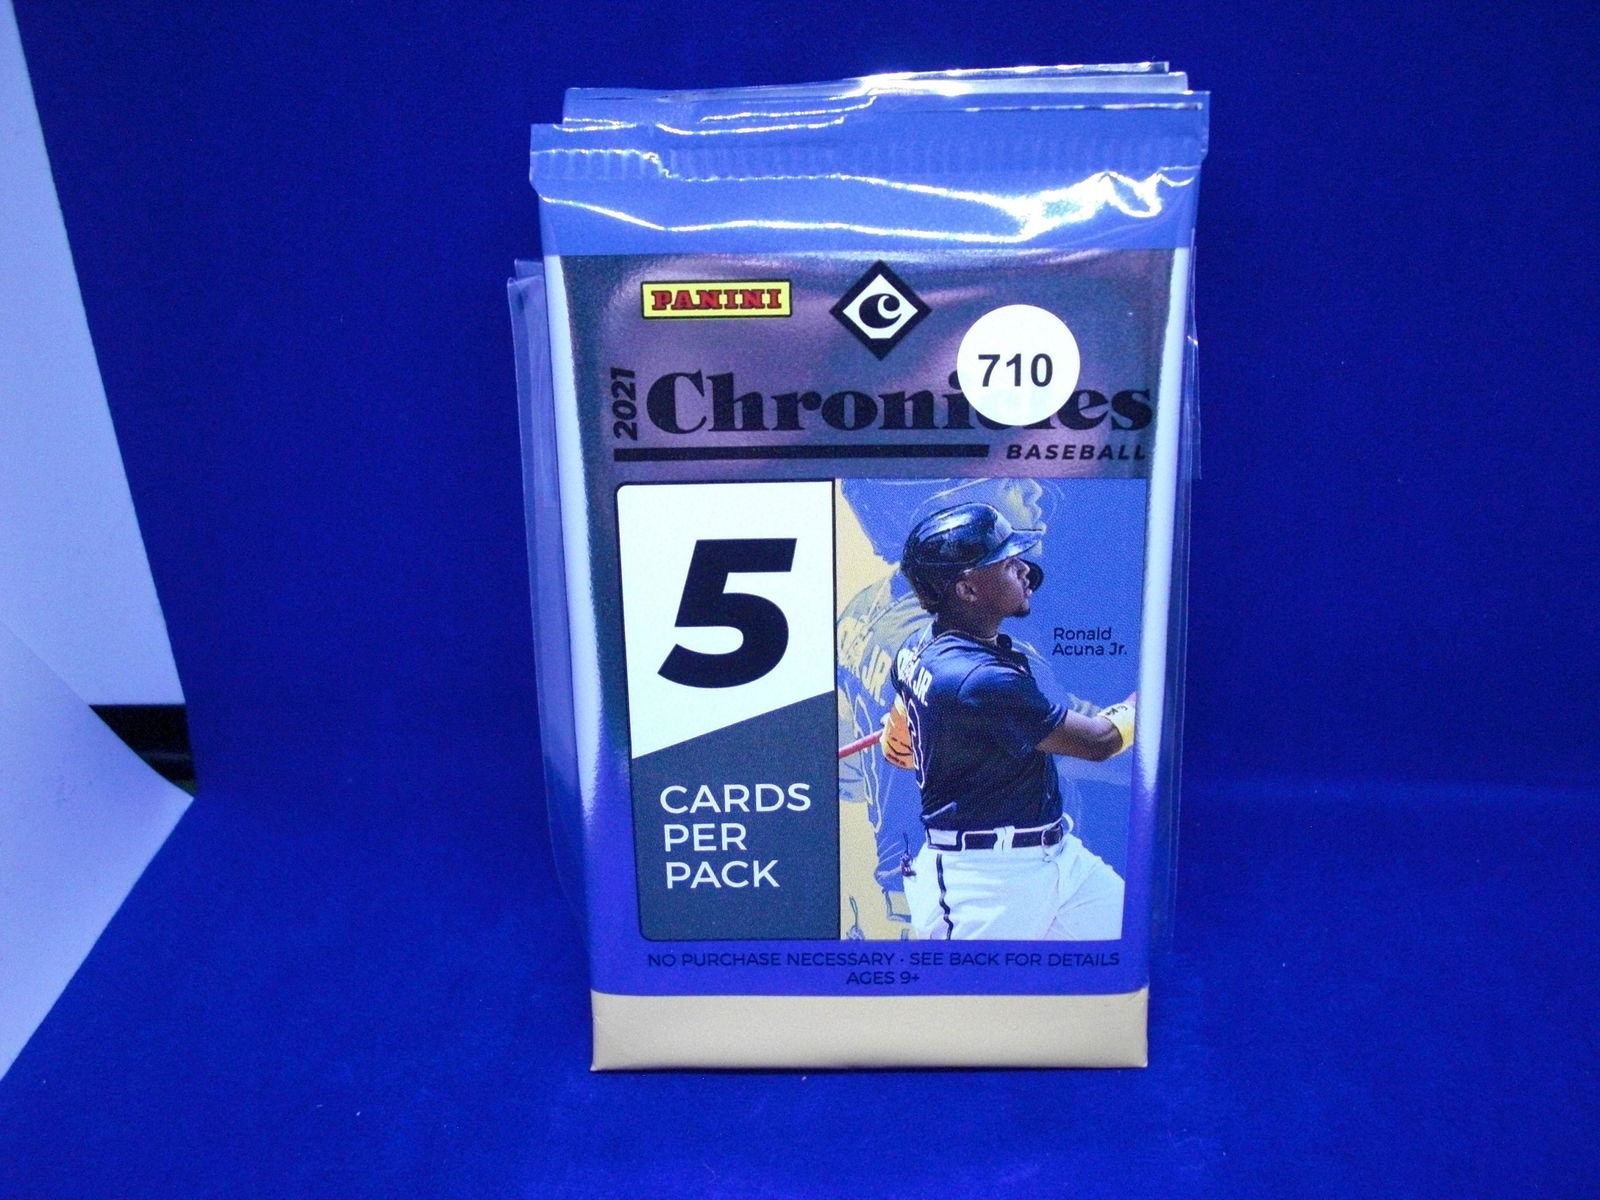 PANINI
C
710
2021
Chronicles
BASEBALL
5
CARDS
PER
PACK
Ronald
Acuna Jr.
NO PURCHASE NECESSARY · SEE BACK FOR DETAILS
AGES 9+